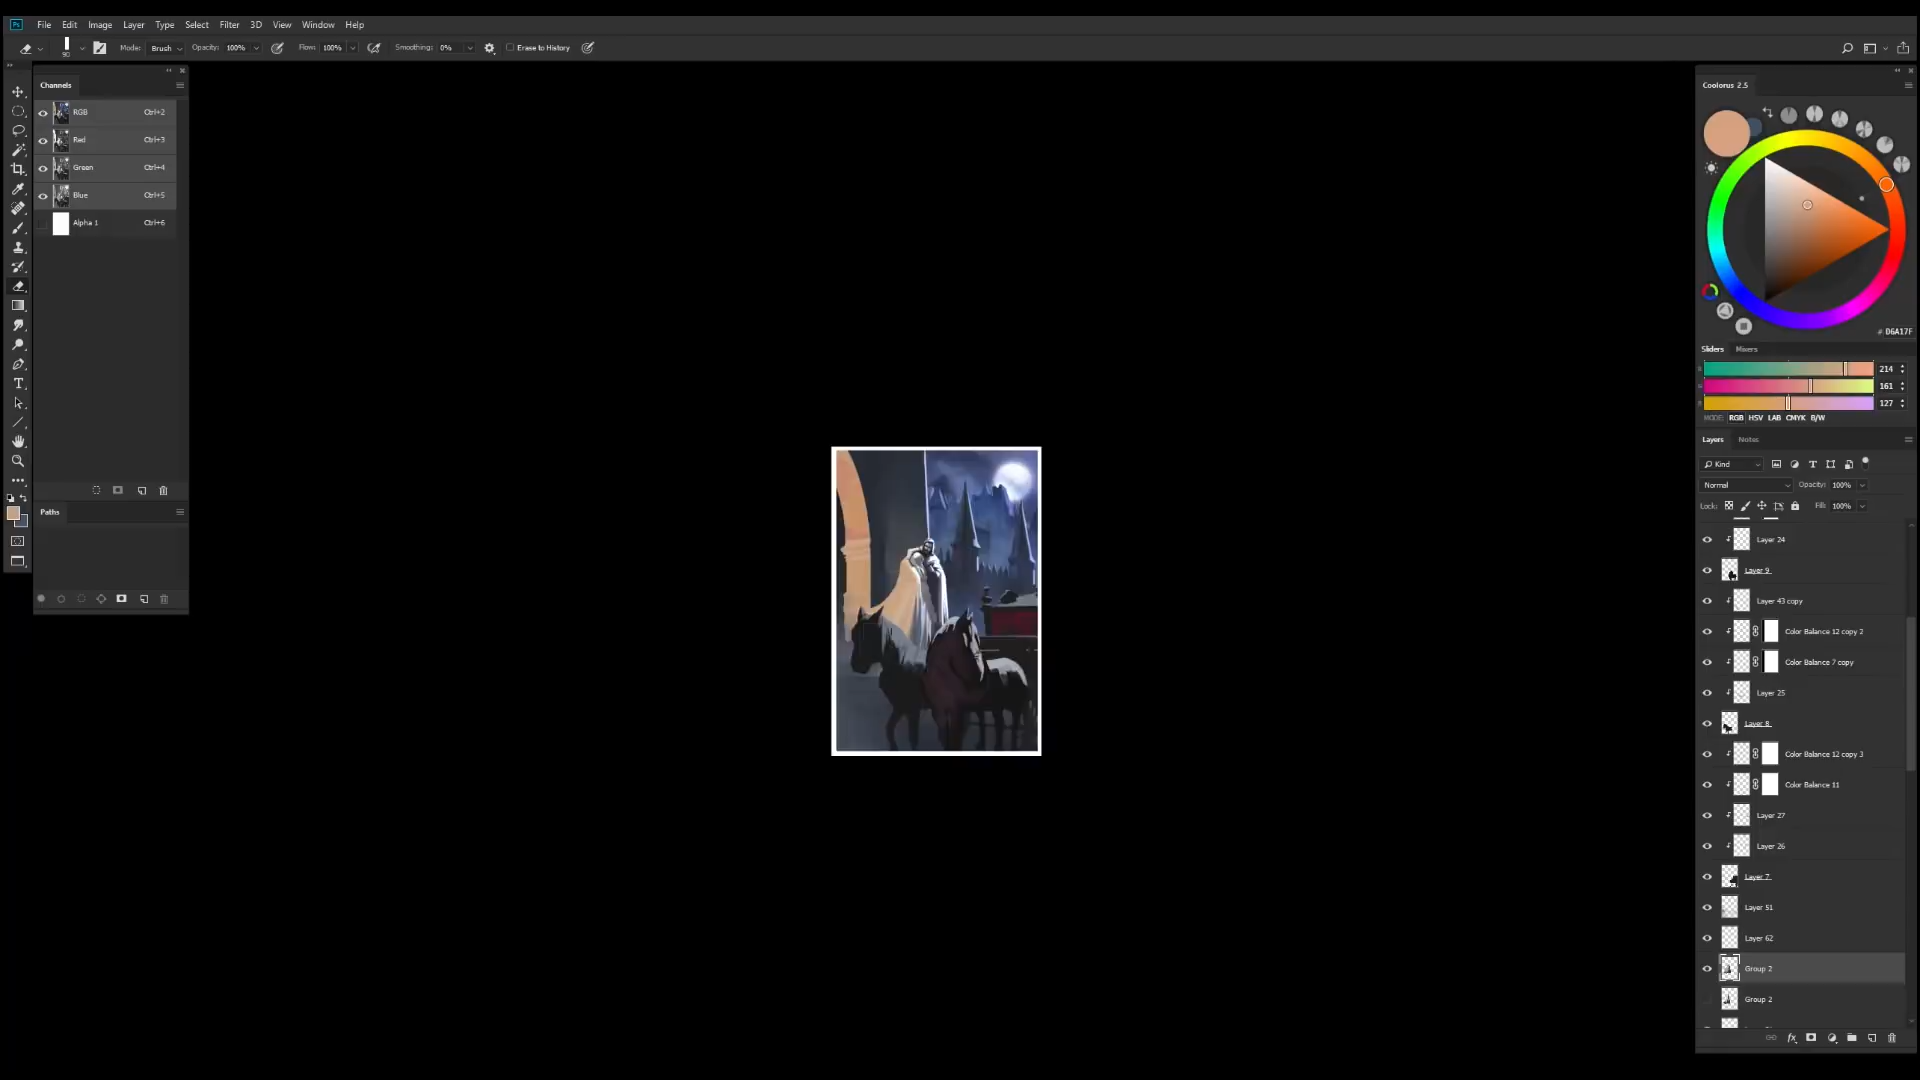 Ps File Edit Image Layer Type Select Filter 3D View Window Help
90 Mode: Brush Opacity: 100% Flow: 100% Smoothing: 0% Erase to History
Channels
RGB Ctrl+2
Red Ctrl+3
Green Ctrl+4
Blue Ctrl+5
Alpha 1 Ctrl+6
Paths
Coolorus 2.5
# D6A17F
Sliders Mixers
214
161
127
MODE: RGB HSV LAB CMYK B/W
Layers Notes
Kind
Normal Opacity: 100%
Lock: Fill: 100%
Layer 24
Layer 9
Layer 43 copy
Color Balance 12 copy 2
Color Balance 7 copy
Layer 25
Layer 8
Color Balance 12 copy 3
Color Balance 11
Layer 27
Layer 26
Layer 7
Layer 51
Layer 62
Group 2
Group 2
fx